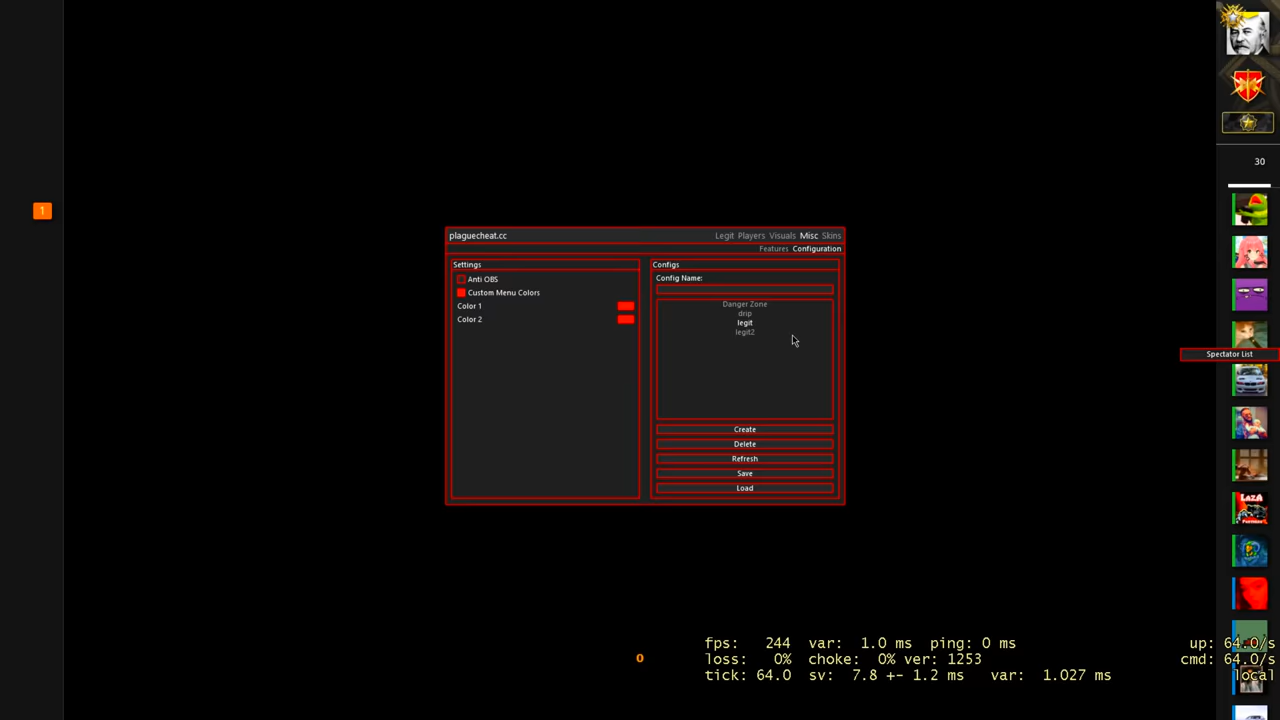 30
1
plaguecheat.cc
Legit Players Visuals Misc Skins
Features Configuration
Settings
Anti OBS
Custom Menu Colors
Color 1
Color 2
Configs
Config Name:
Danger Zone
drip
legit
legit2
Create
Delete
Refresh
Save
Load
Spectator List
LAZA
0
fps: 244 var: 1.0 ms ping: 0 ms up: 64.0/s
loss: 0% choke: 0% ver: 1253 cmd: 64.0/s
tick: 64.0 sv: 7.8 +- 1.2 ms var: 1.027 ms local